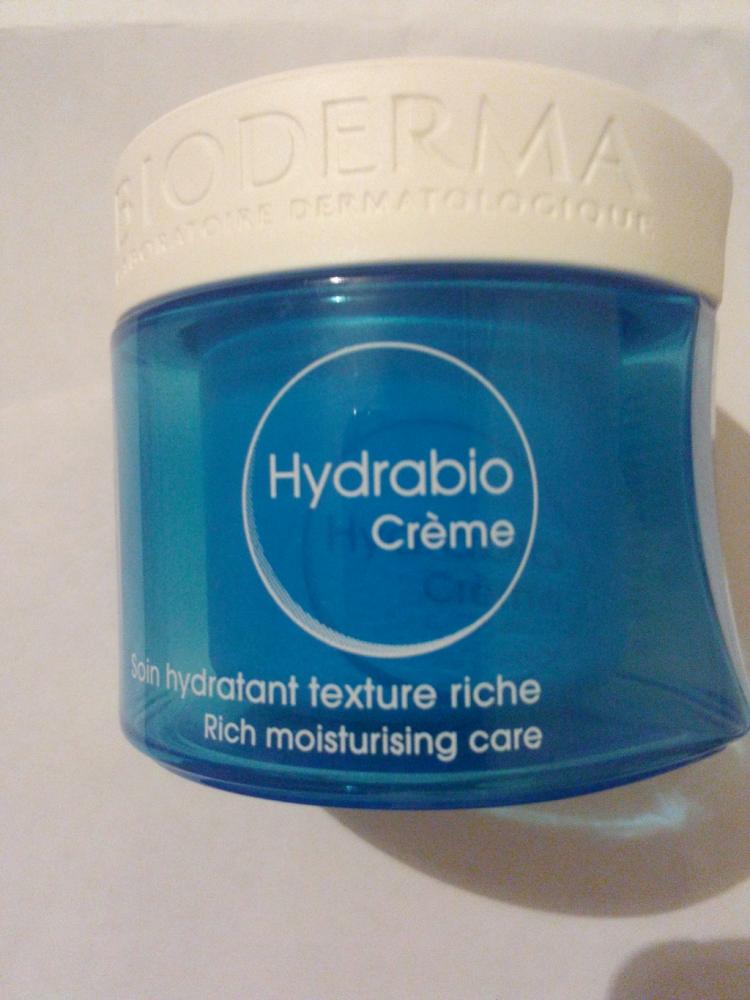 BIODERMA
LABORATOIRE DERMATOLOGIQUE
Hydrabio
Crème
Soin hydratant texture riche
Rich moisturising care